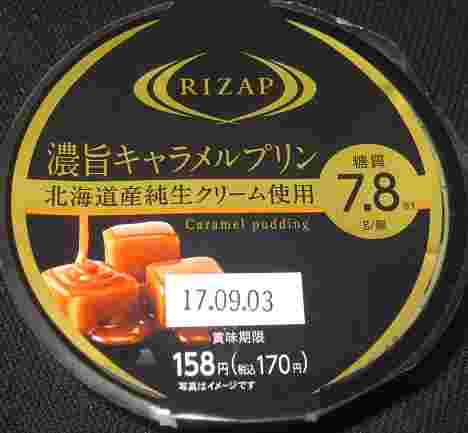 RIZAP
濃旨キャラメルプリン
糖質
7.8
g/個
北海道産純生クリーム使用
Caramel pudding
17.09.03
賞味期限
158円(税込170円)
写真はイメージです